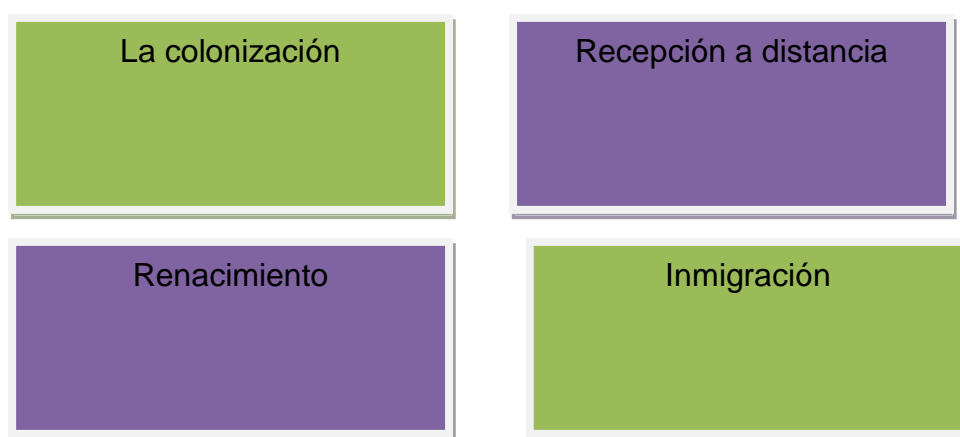 La colonización
Recepción a distancia
Renacimiento
Inmigración